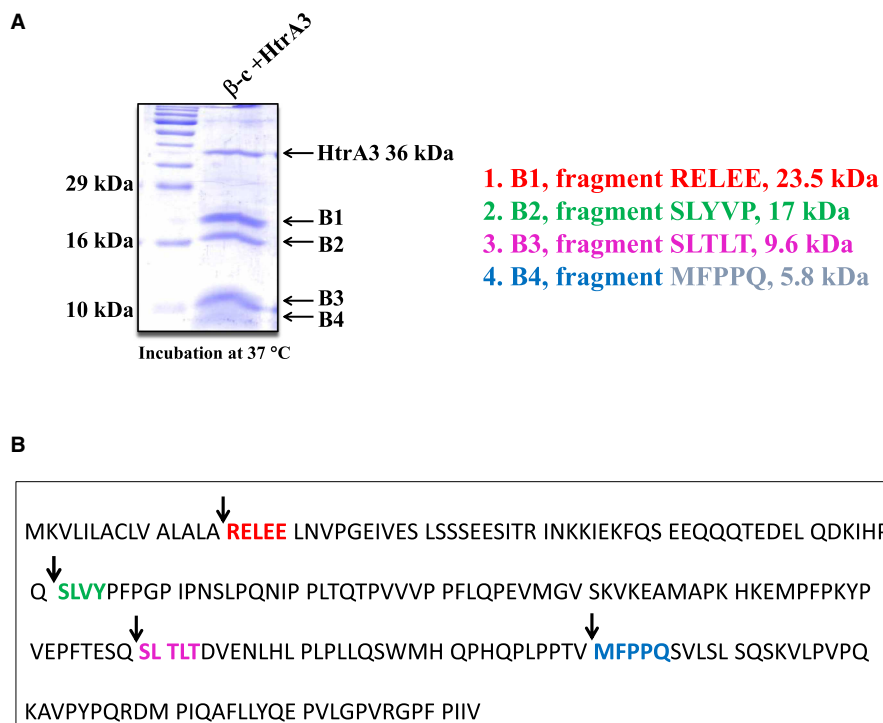 A
β-c +HtrA3
HtrA3 36 kDa
29 kDa
B1
16 kDa
B2
B3
10 kDa
B4
Incubation at 37 °C
1. B1, fragment RELEE, 23.5 kDa
2. B2, fragment SLYVP, 17 kDa
3. B3, fragment SLTLT, 9.6 kDa
4. B4, fragment MFPPQ, 5.8 kDa
B
MKVLILACLV ALALA RELEE LNVPGEIVES LSSSEESITR INKKIEKFQS EEQQQTEDEL QDKIHP
Q SLVYPFPGP IPNSLPQNIP PLTQTPVVVP PFLQPEVMGV SKVKEAMAPK HKEMPFPKYP
VEPFTESQ SL TLTDVENLHL PLPLLQSWMH QPHQPLPPTV MFPPQSVLSL SQSKVLPVPQ
KAVPYPQRDM PIQAFLLYQE PVLGPVRGPF PIIV